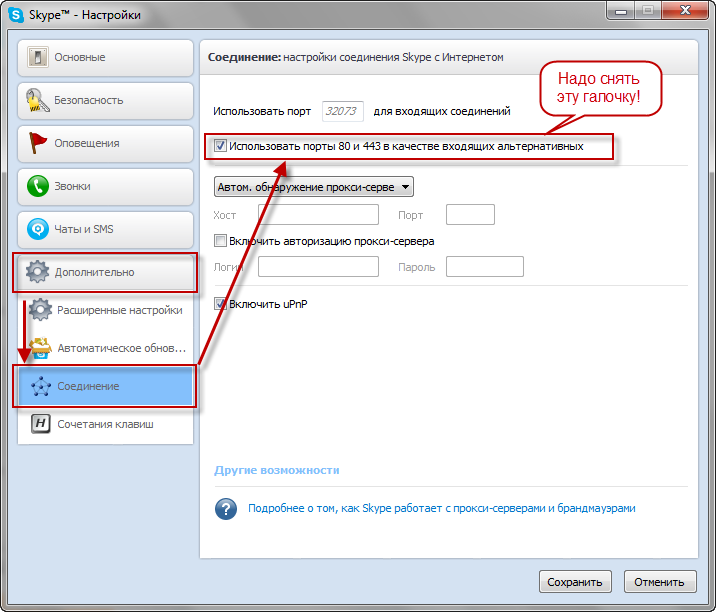 Skype™ - Настройки
Основные
Безопасность
Оповещения
Звонки
Чаты и SMS
Дополнительно
Расширенные настройки
Автоматическое обнов...
Соединение
Сочетания клавиш
Соединение: настройки соединения Skype с Интернетом
Надо снять
эту галочку!
Использовать порт 32073 для входящих соединений
Использовать порты 80 и 443 в качестве входящих альтернативных
Автом. обнаружение прокси-серве
Хост Порт
Включить авторизацию прокси-сервера
Логин Пароль
Включить uPnP
Другие возможности
Подробнее о том, как Skype работает с прокси-серверами и брандмауэрами
Сохранить Отменить